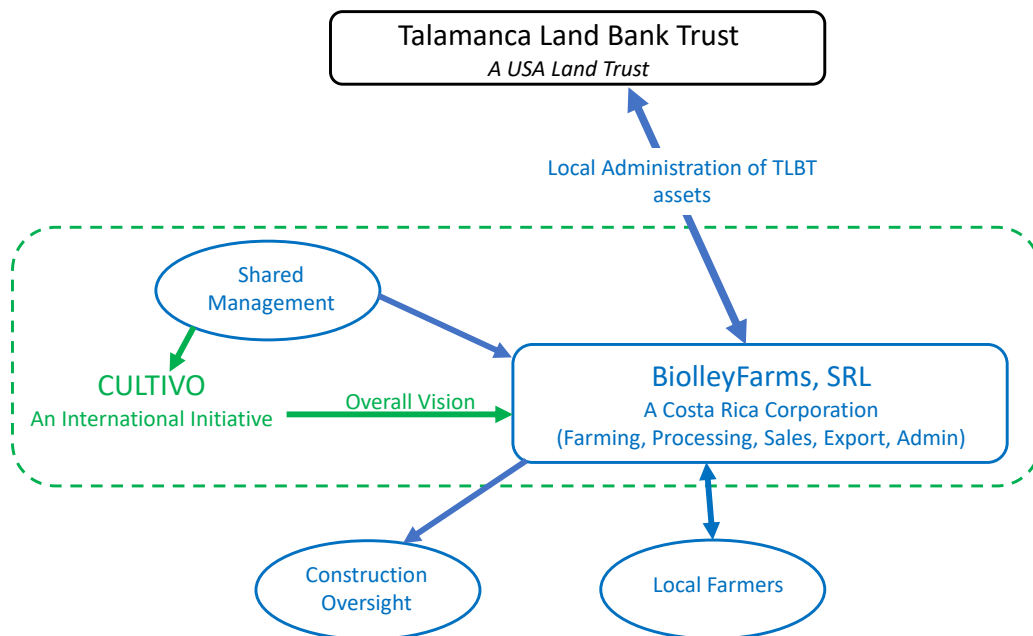 Talamanca Land Bank Trust
A USA Land Trust
Local Administration of TLBT
assets
Shared
Management
CULTIVO
An International Initiative
Overall Vision
BiolleyFarms, SRL
A Costa Rica Corporation
(Farming, Processing, Sales, Export, Admin)
Construction
Oversight
Local Farmers